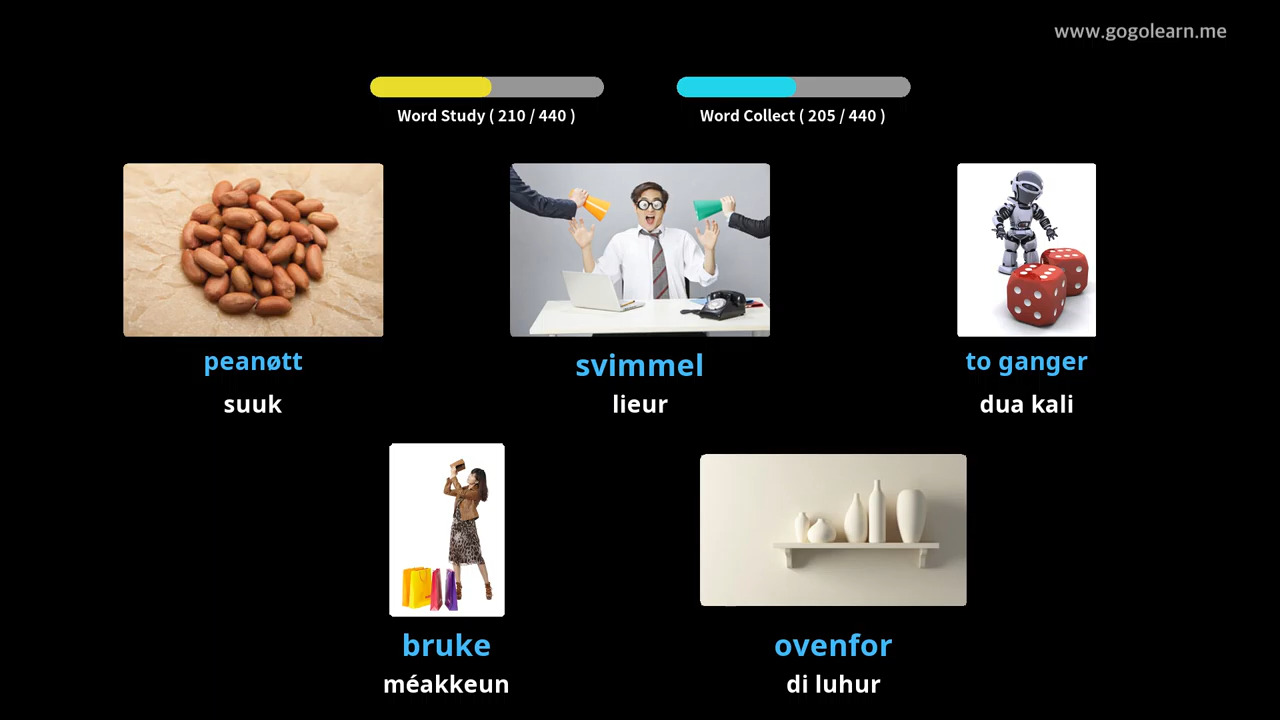 www.gogolearn.me
Word Study ( 210 / 440 )
Word Collect ( 205 / 440 )
peanøtt
suuk
svimmel
lieur
to ganger
dua kali
bruke
méakkeun
ovenfor
di luhur